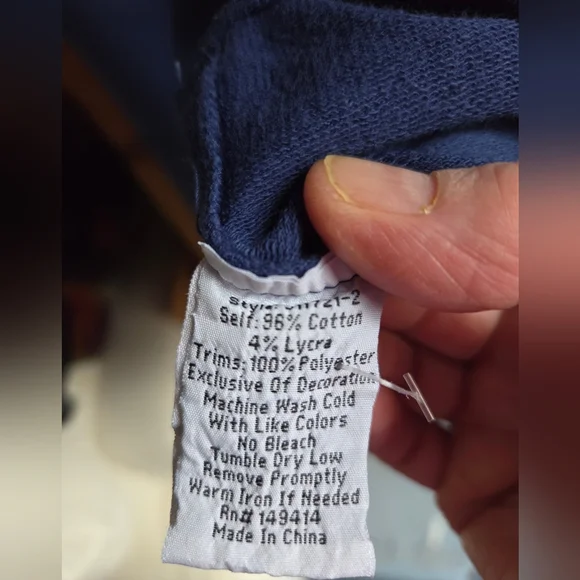 Self: 96% Cotton
4% Lycra
Trims: 100% Polyester
Exclusive Of Decoration
Machine Wash Cold
With Like Colors
No Bleach
Tumble Dry Low
Remove Promptly
Warm Iron If Needed
Rn# 149414
Made In China